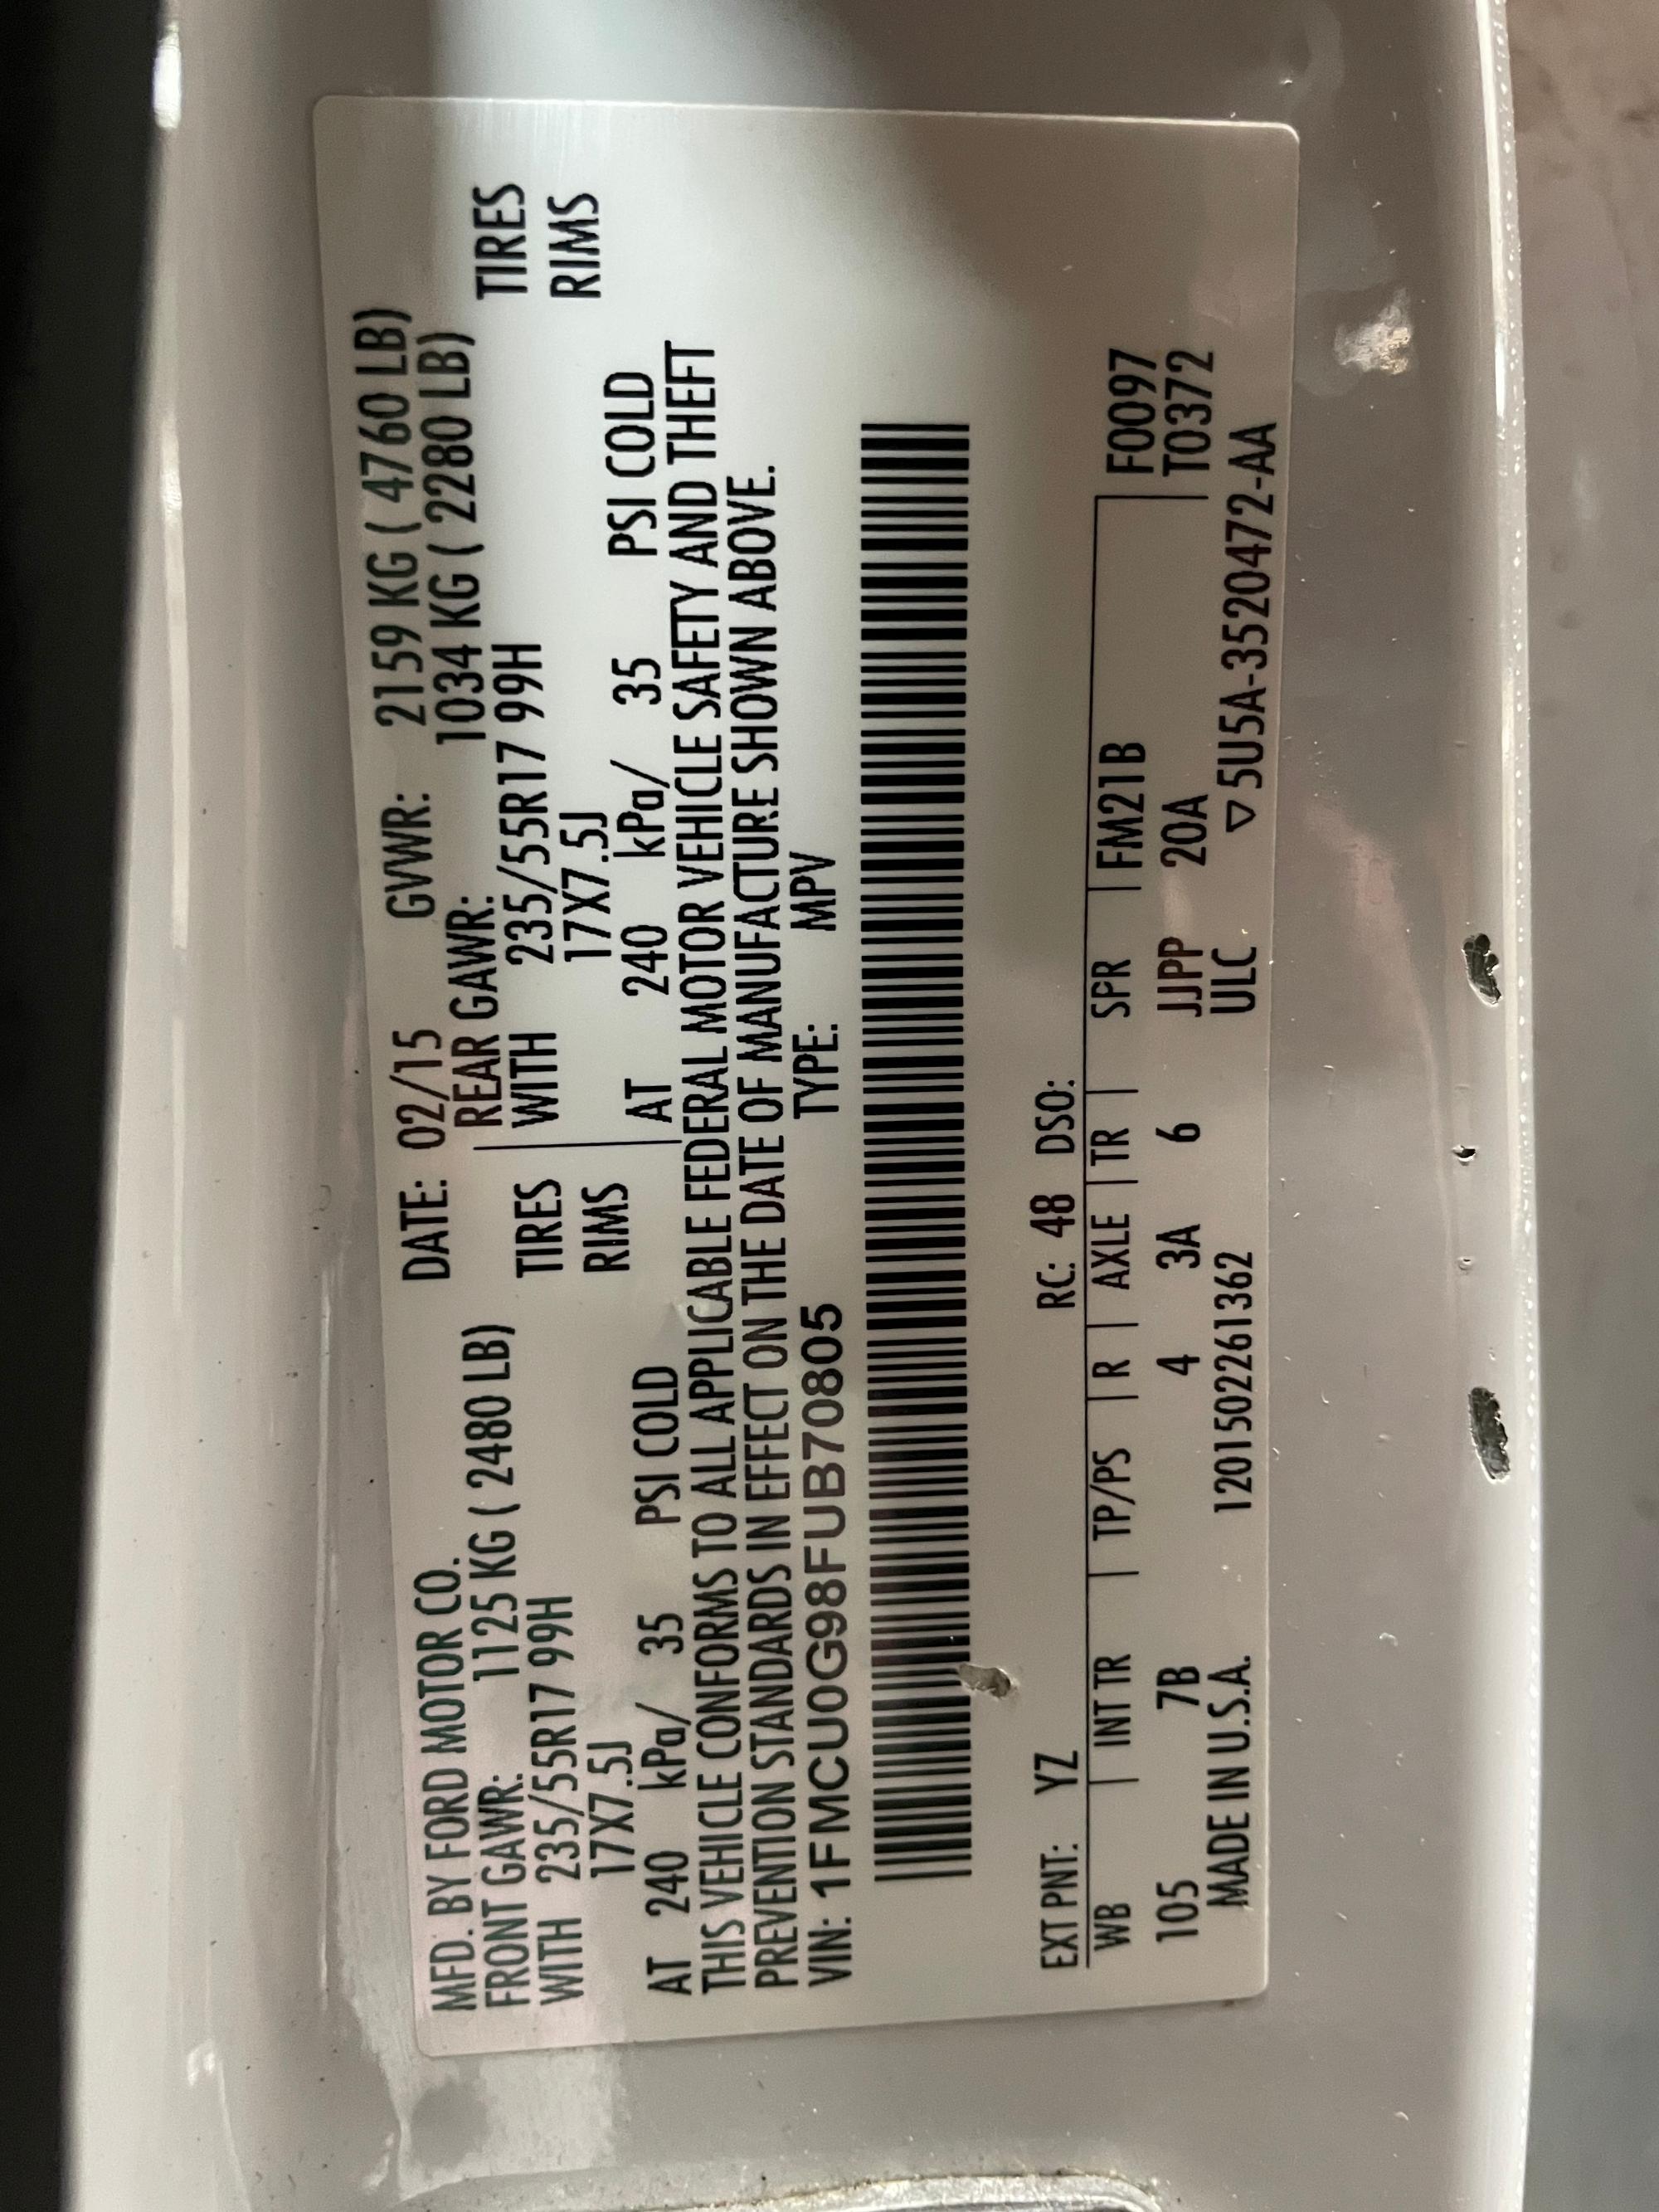 MFD. BY FORD MOTOR CO. DATE: 02/15 GVWR: 2159 KG ( 4760 LB)
FRONT GAWR: 1125 KG ( 2480 LB) REAR GAWR: 1034 KG ( 2280 LB)
WITH 235/55R17 99H TIRES WITH 235/55R17 99H TIRES
17X7.5J RIMS 17X7.5J RIMS
AT 240 kPa/ 35 PSI COLD AT 240 kPa/ 35 PSI COLD
THIS VEHICLE CONFORMS TO ALL APPLICABLE FEDERAL MOTOR VEHICLE SAFETY AND THEFT
PREVENTION STANDARDS IN EFFECT ON THE DATE OF MANUFACTURE SHOWN ABOVE.
VIN: 1FMCU0G98FUB70805 TYPE: MPV
EXT PNT: YZ RC: 48 DSO:
WB | INT TR | TP/PS | R | AXLE | TR | SPR | FM21B F0097
105 7B 4 3A 6 JJPP 20A T0372
MADE IN U.S.A. 1201502261362 ULC ▽5U5A-3520472-AA